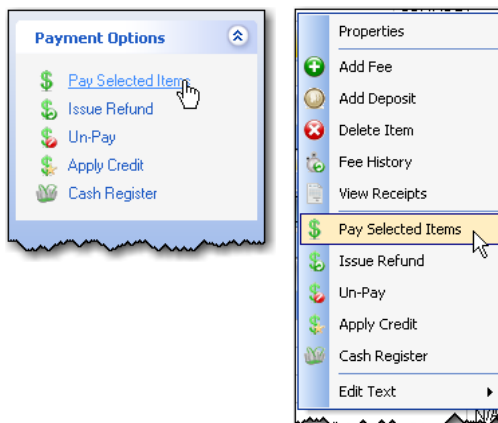 Payment Options
Pay Selected Items
Issue Refund
Un-Pay
Apply Credit
Cash Register
Properties
Add Fee
Add Deposit
Delete Item
Fee History
View Receipts
Pay Selected Items
Issue Refund
Un-Pay
Apply Credit
Cash Register
Edit Text
N/A